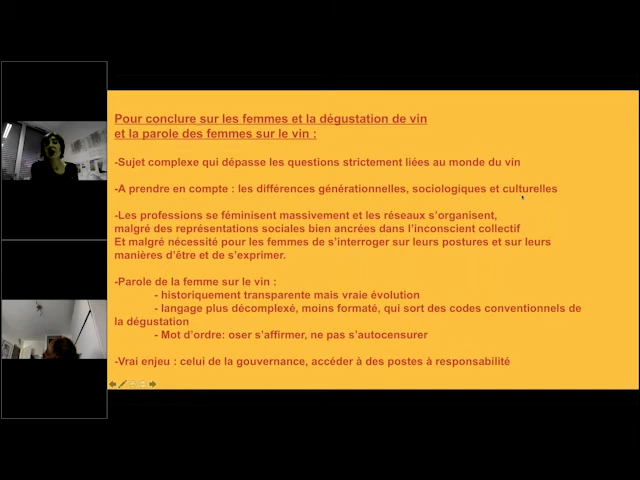 Pour conclure sur les femmes et la dégustation de vin
et la parole des femmes sur le vin :
-Sujet complexe qui dépasse les questions strictement liées au monde du vin
-A prendre en compte : les différences générationnelles, sociologiques et culturelles
-Les professions se féminisent massivement et les réseaux s'organisent,
malgré des représentations sociales bien ancrées dans l'inconscient collectif
Et malgré nécessité pour les femmes de s'interroger sur leurs postures et sur leurs
manières d'être et de s'exprimer.
-Parole de la femme sur le vin :
- historiquement transparente mais vraie évolution
- langage plus décomplexé, moins formaté, qui sort des codes conventionnels de
la dégustation
- Mot d'ordre: oser s'affirmer, ne pas s'autocensurer
-Vrai enjeu : celui de la gouvernance, accéder à des postes à responsabilité